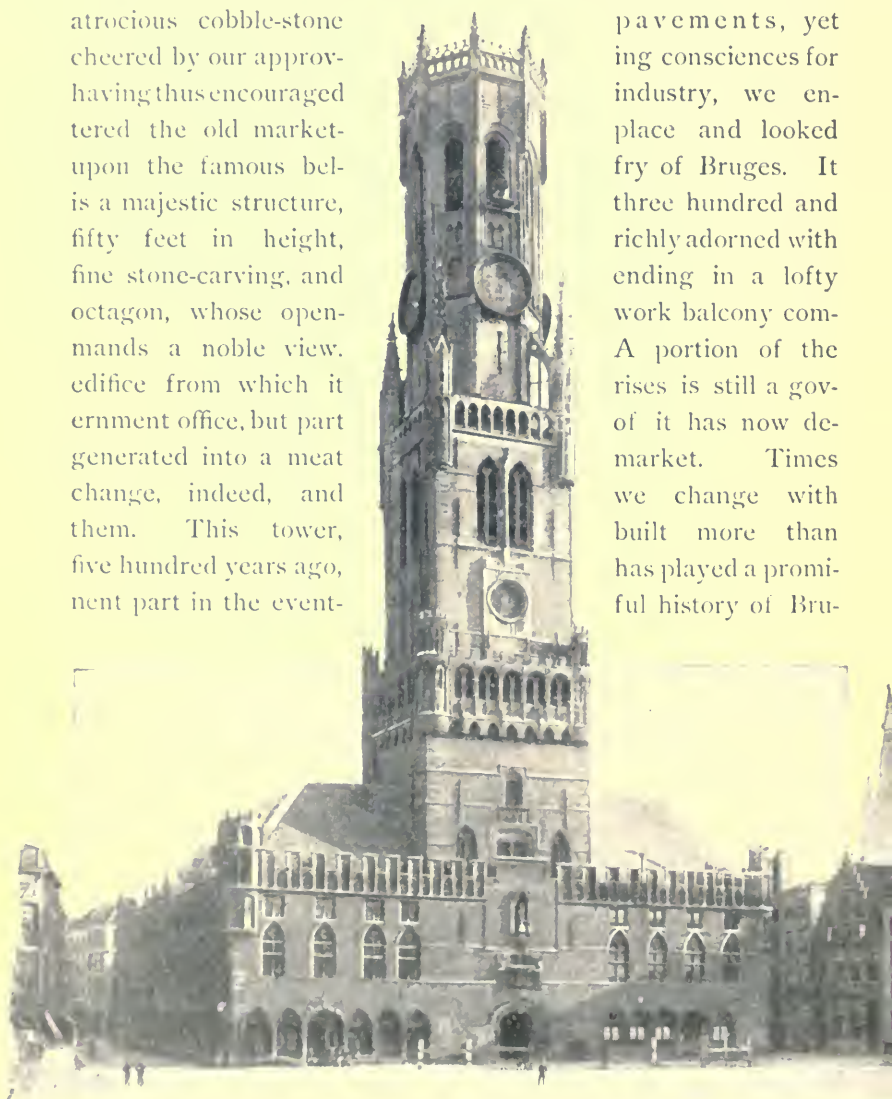 atrocious cobble-stone pavements, yet
cheered by our approv- ing consciences for
having thus encouraged industry, we en-
tered the old market- place and looked
upon the famous bel- fry of Bruges. It
is a majestic structure, three hundred and
fifty feet in height, richly adorned with
fine stone-carving, and ending in a lofty
octagon, whose open- work balcony com-
mands a noble view. A portion of the
edifice from which it rises is still a gov-
ernment office, but part of it has now de-
generated into a meat market. Times
change, indeed, and we change with
them. This tower, built more than
five hundred years ago, has played a promi-
nent part in the event- ful history of Bru-